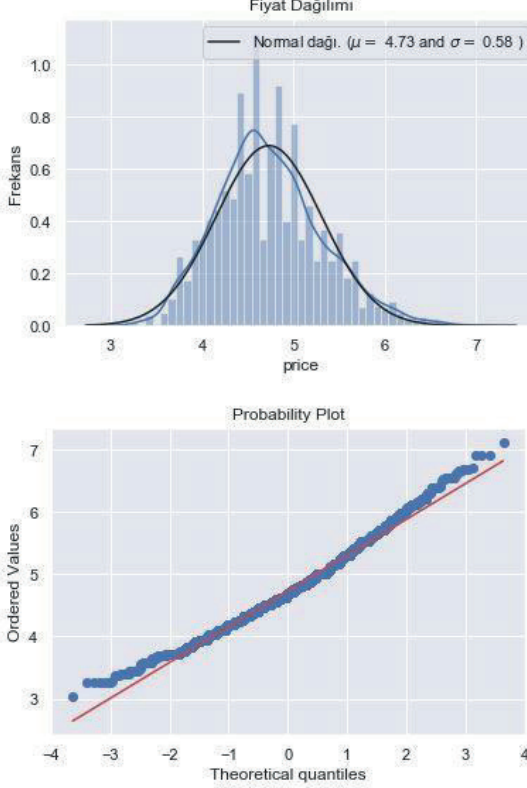 Fiyat Dağılımı
Normal dağı. (μ = 4.73 and σ = 0.58 )
1.0
0.8
0.6
0.4
0.2
0.0
Frekans
3 4 5 6 7
price
Probability Plot
7
6
5
4
3
Ordered Values
−4 −3 −2 −1 0 1 2 3 4
Theoretical quantiles